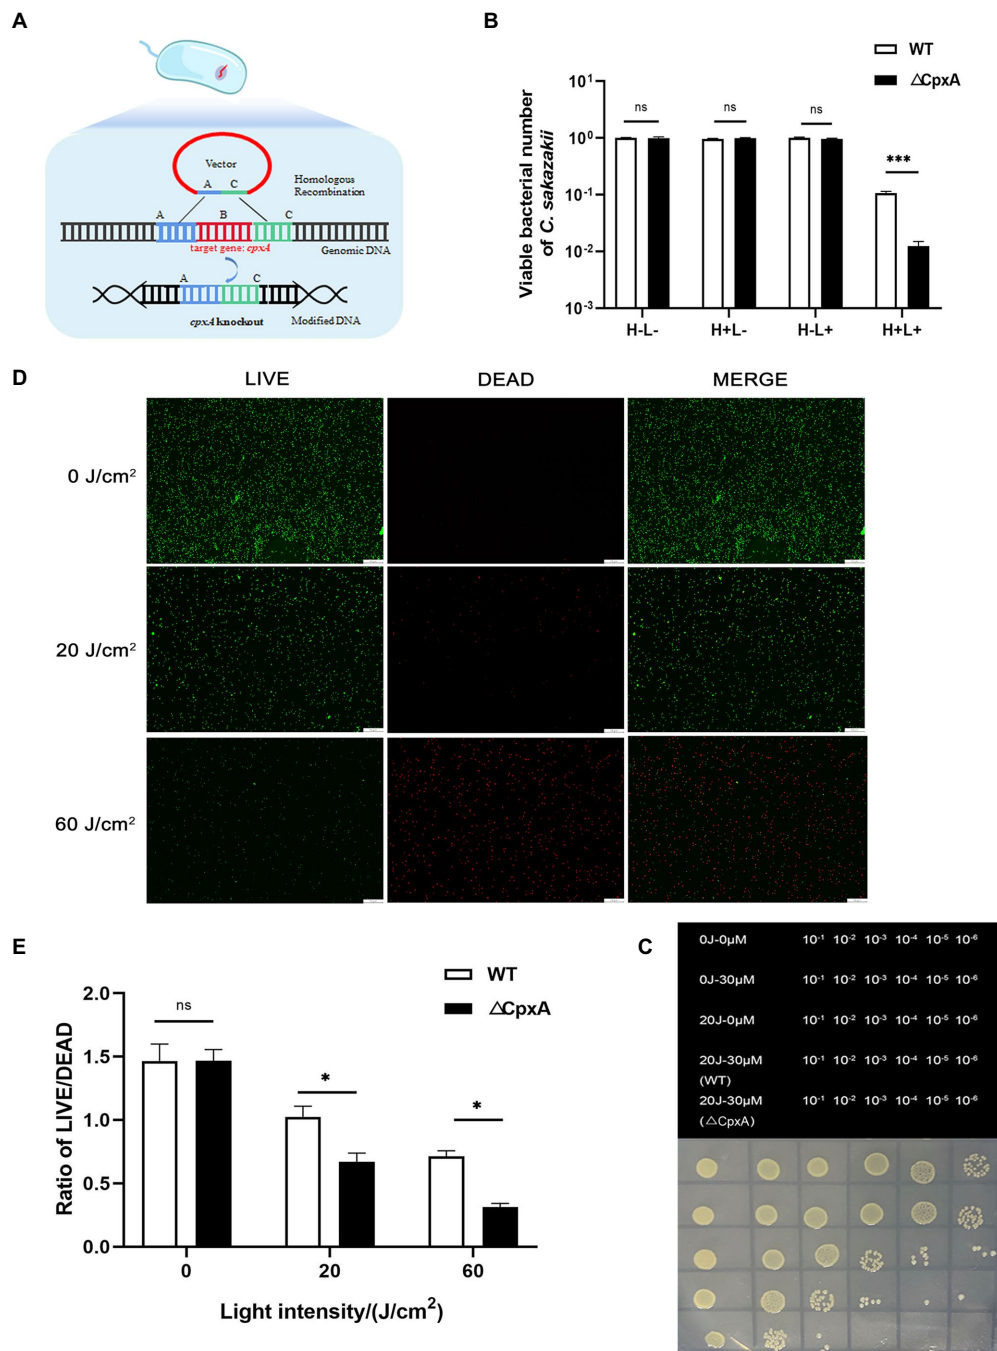 A
Vector
A C
Homologous
Recombination
A B C
target gene: cpxA
Genomic DNA
A C
cpxA knockout
Modified DNA
B
WT
△CpxA
Viable bacterial number
of C. sakazakii
10¹
10⁰
10⁻¹
10⁻²
10⁻³
ns
ns
ns
***
H-L-
H+L-
H-L+
H+L+
D
LIVE DEAD MERGE
0 J/cm²
20 J/cm²
60 J/cm²
E
WT
△CpxA
Ratio of LIVE/DEAD
2.0
1.5
1.0
0.5
0.0
ns
*
*
0
20
60
Light intensity/(J/cm²)
C
0J-0μM 10⁻¹ 10⁻² 10⁻³ 10⁻⁴ 10⁻⁵ 10⁻⁶
0J-30μM 10⁻¹ 10⁻² 10⁻³ 10⁻⁴ 10⁻⁵ 10⁻⁶
20J-0μM 10⁻¹ 10⁻² 10⁻³ 10⁻⁴ 10⁻⁵ 10⁻⁶
20J-30μM 10⁻¹ 10⁻² 10⁻³ 10⁻⁴ 10⁻⁵ 10⁻⁶
(WT)
20J-30μM 10⁻¹ 10⁻² 10⁻³ 10⁻⁴ 10⁻⁵ 10⁻⁶
(△CpxA)